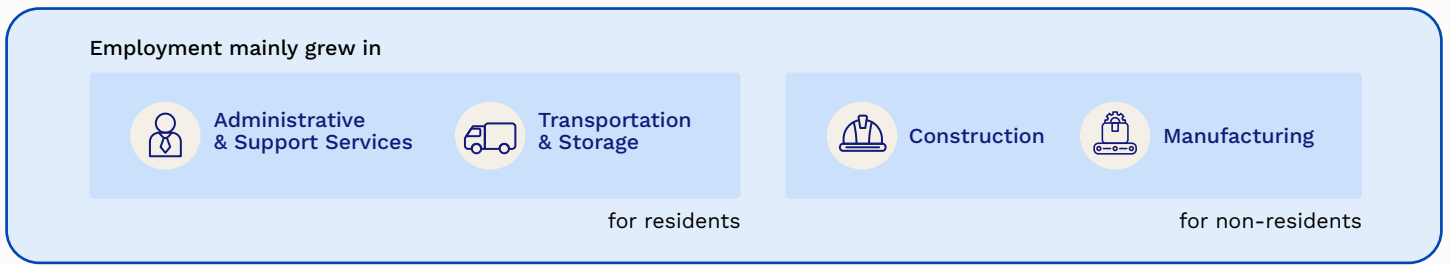 Employment mainly grew in
Administrative
& Support Services
Transportation
& Storage
for residents
Construction
Manufacturing
for non-residents